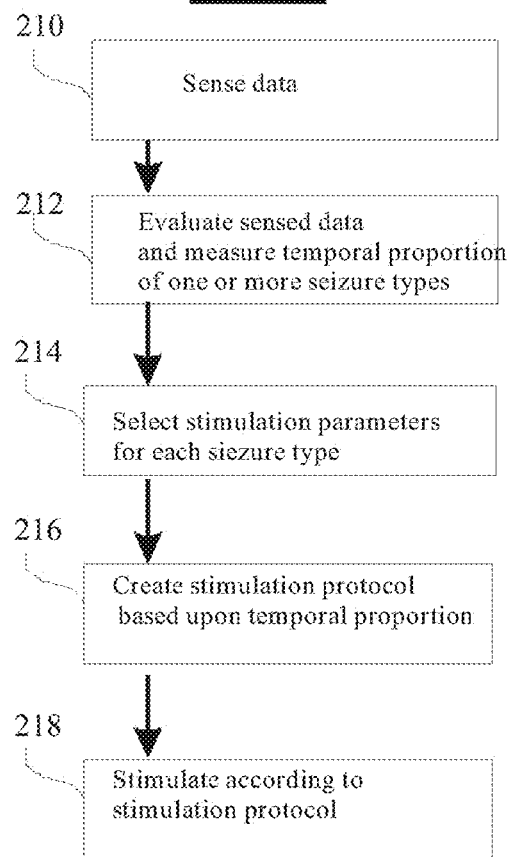 210
Sense data
212
Evaluate sensed data
and measure temporal proportion
of one or more seizure types
214
Select stimulation parameters
for each siezure type
216
Create stimulation protocol
based upon temporal proportion
218
Stimulate according to
stimulation protocol